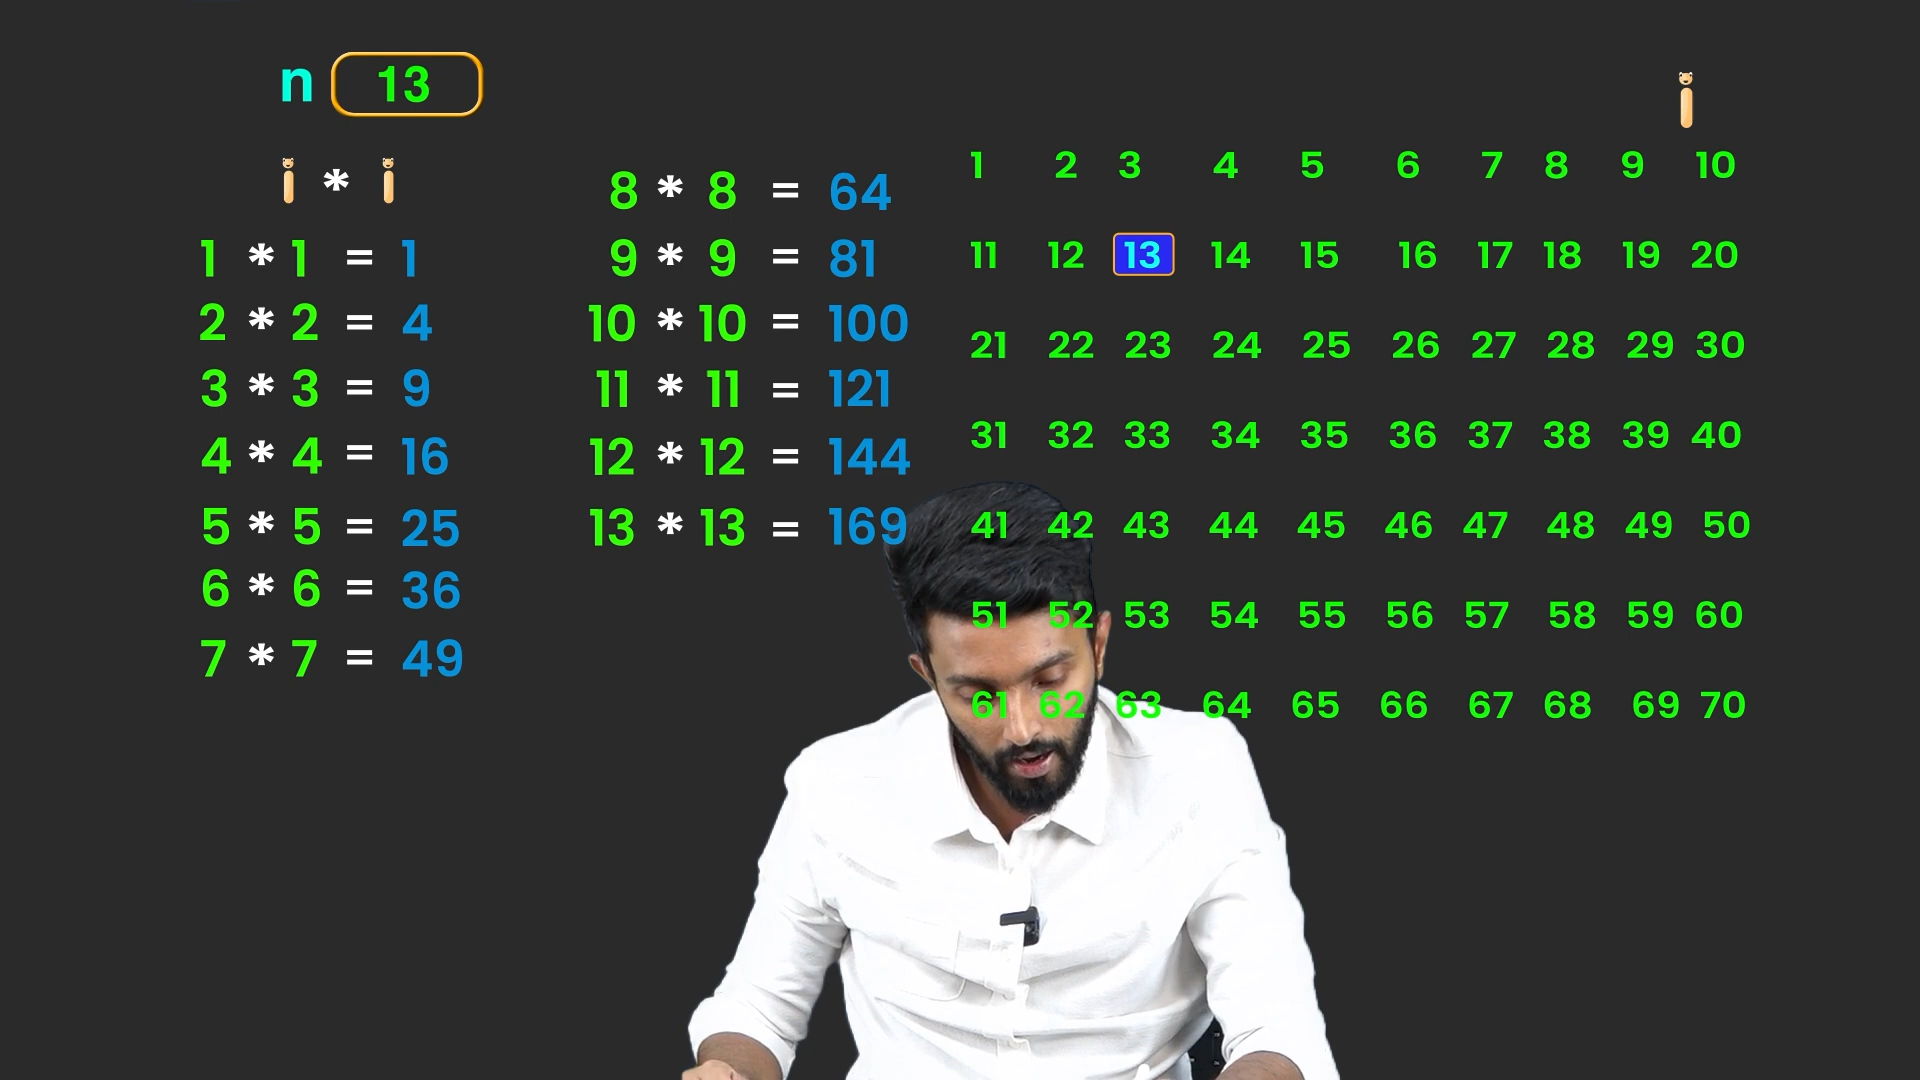 n 13
i * i
1 * 1 = 1
2 * 2 = 4
3 * 3 = 9
4 * 4 = 16
5 * 5 = 25
6 * 6 = 36
7 * 7 = 49
8 * 8 = 64
9 * 9 = 81
10 * 10 = 100
11 * 11 = 121
12 * 12 = 144
13 * 13 = 169
i
1 2 3 4 5 6 7 8 9 10
11 12 13 14 15 16 17 18 19 20
21 22 23 24 25 26 27 28 29 30
31 32 33 34 35 36 37 38 39 40
41 42 43 44 45 46 47 48 49 50
51 52 53 54 55 56 57 58 59 60
61 62 63 64 65 66 67 68 69 70